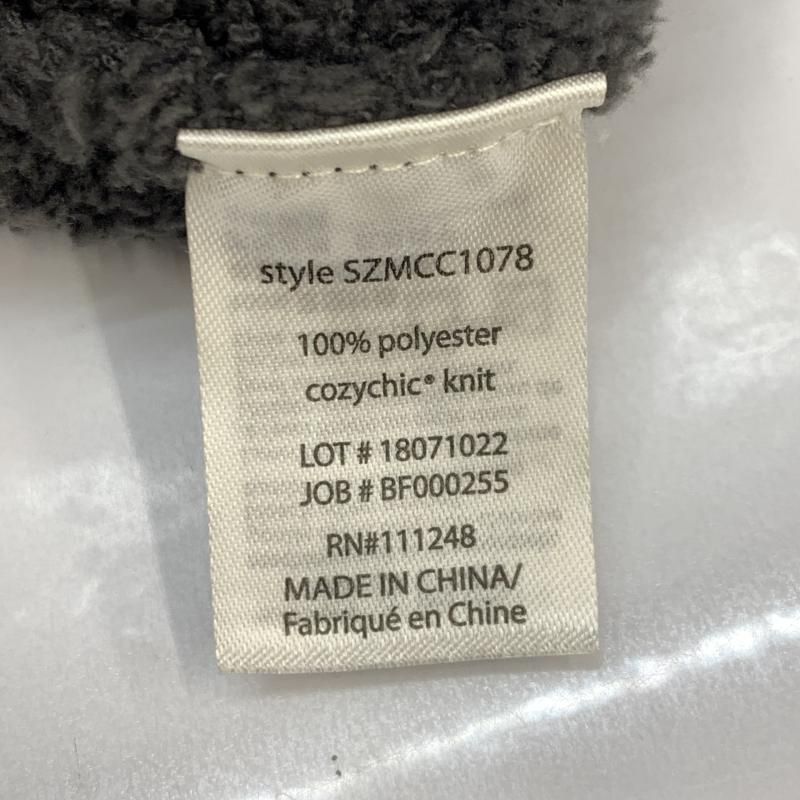 style SZMCC1078
100% polyester
cozychic® knit
LOT # 18071022
JOB # BF000255
RN#111248
MADE IN CHINA/
Fabriqué en Chine